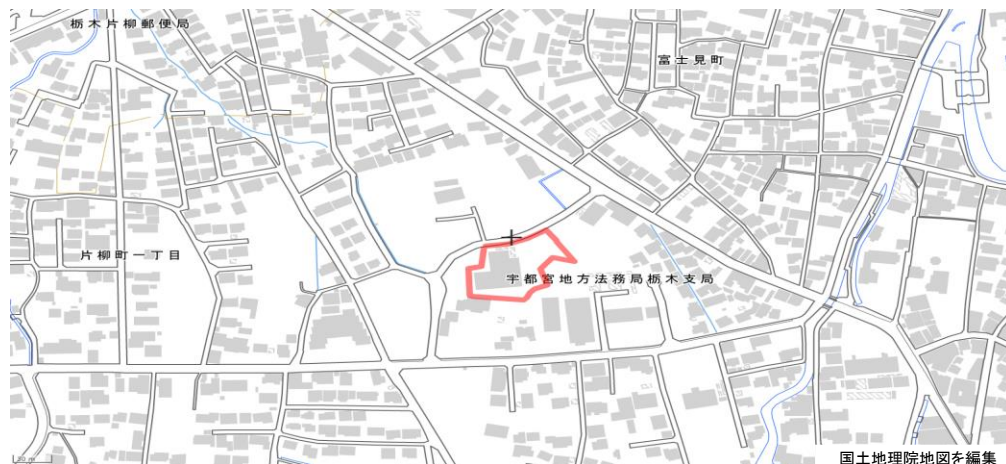 栃木片柳郵便局
富士見町
片柳町一丁目
宇都宮地方法務局栃木支局
国土地理院地図を編集